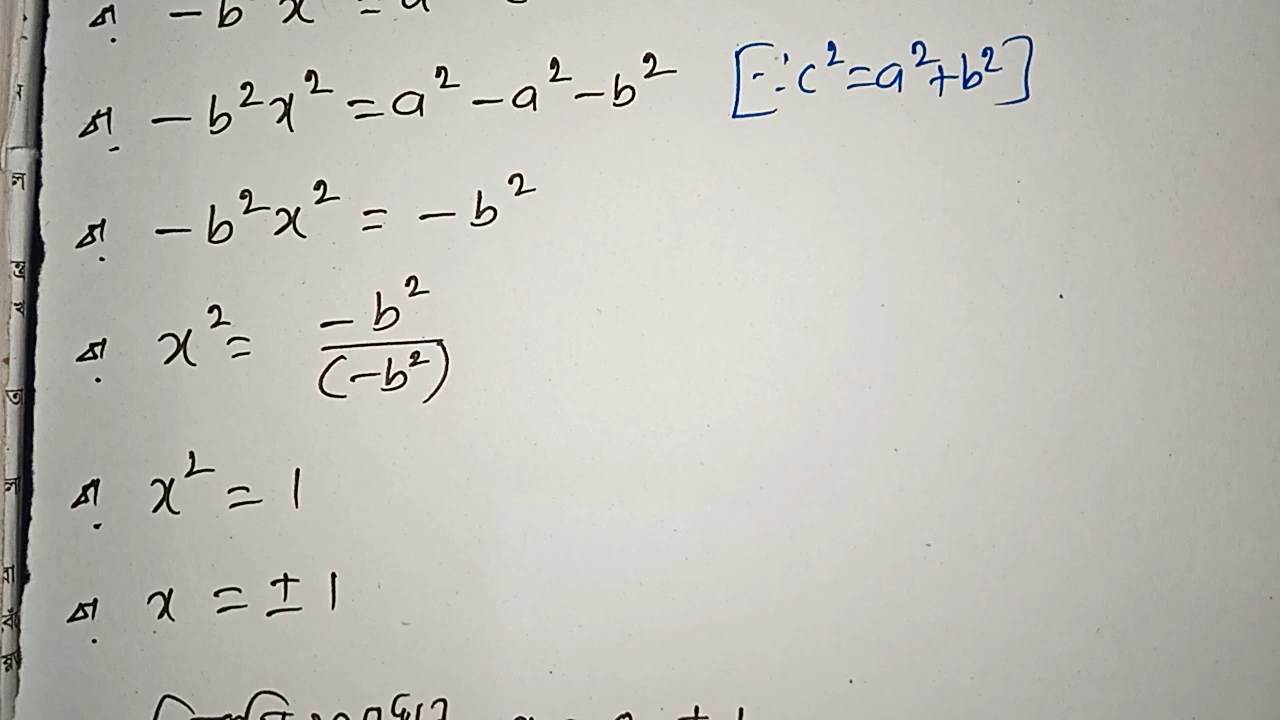 বা, -b²x² = a² - a² - b² [∵ c² = a² + b²]
বা, -b²x² = -b²
বা, x² = -b² / (-b²)
বা, x² = 1
বা, x = ± 1